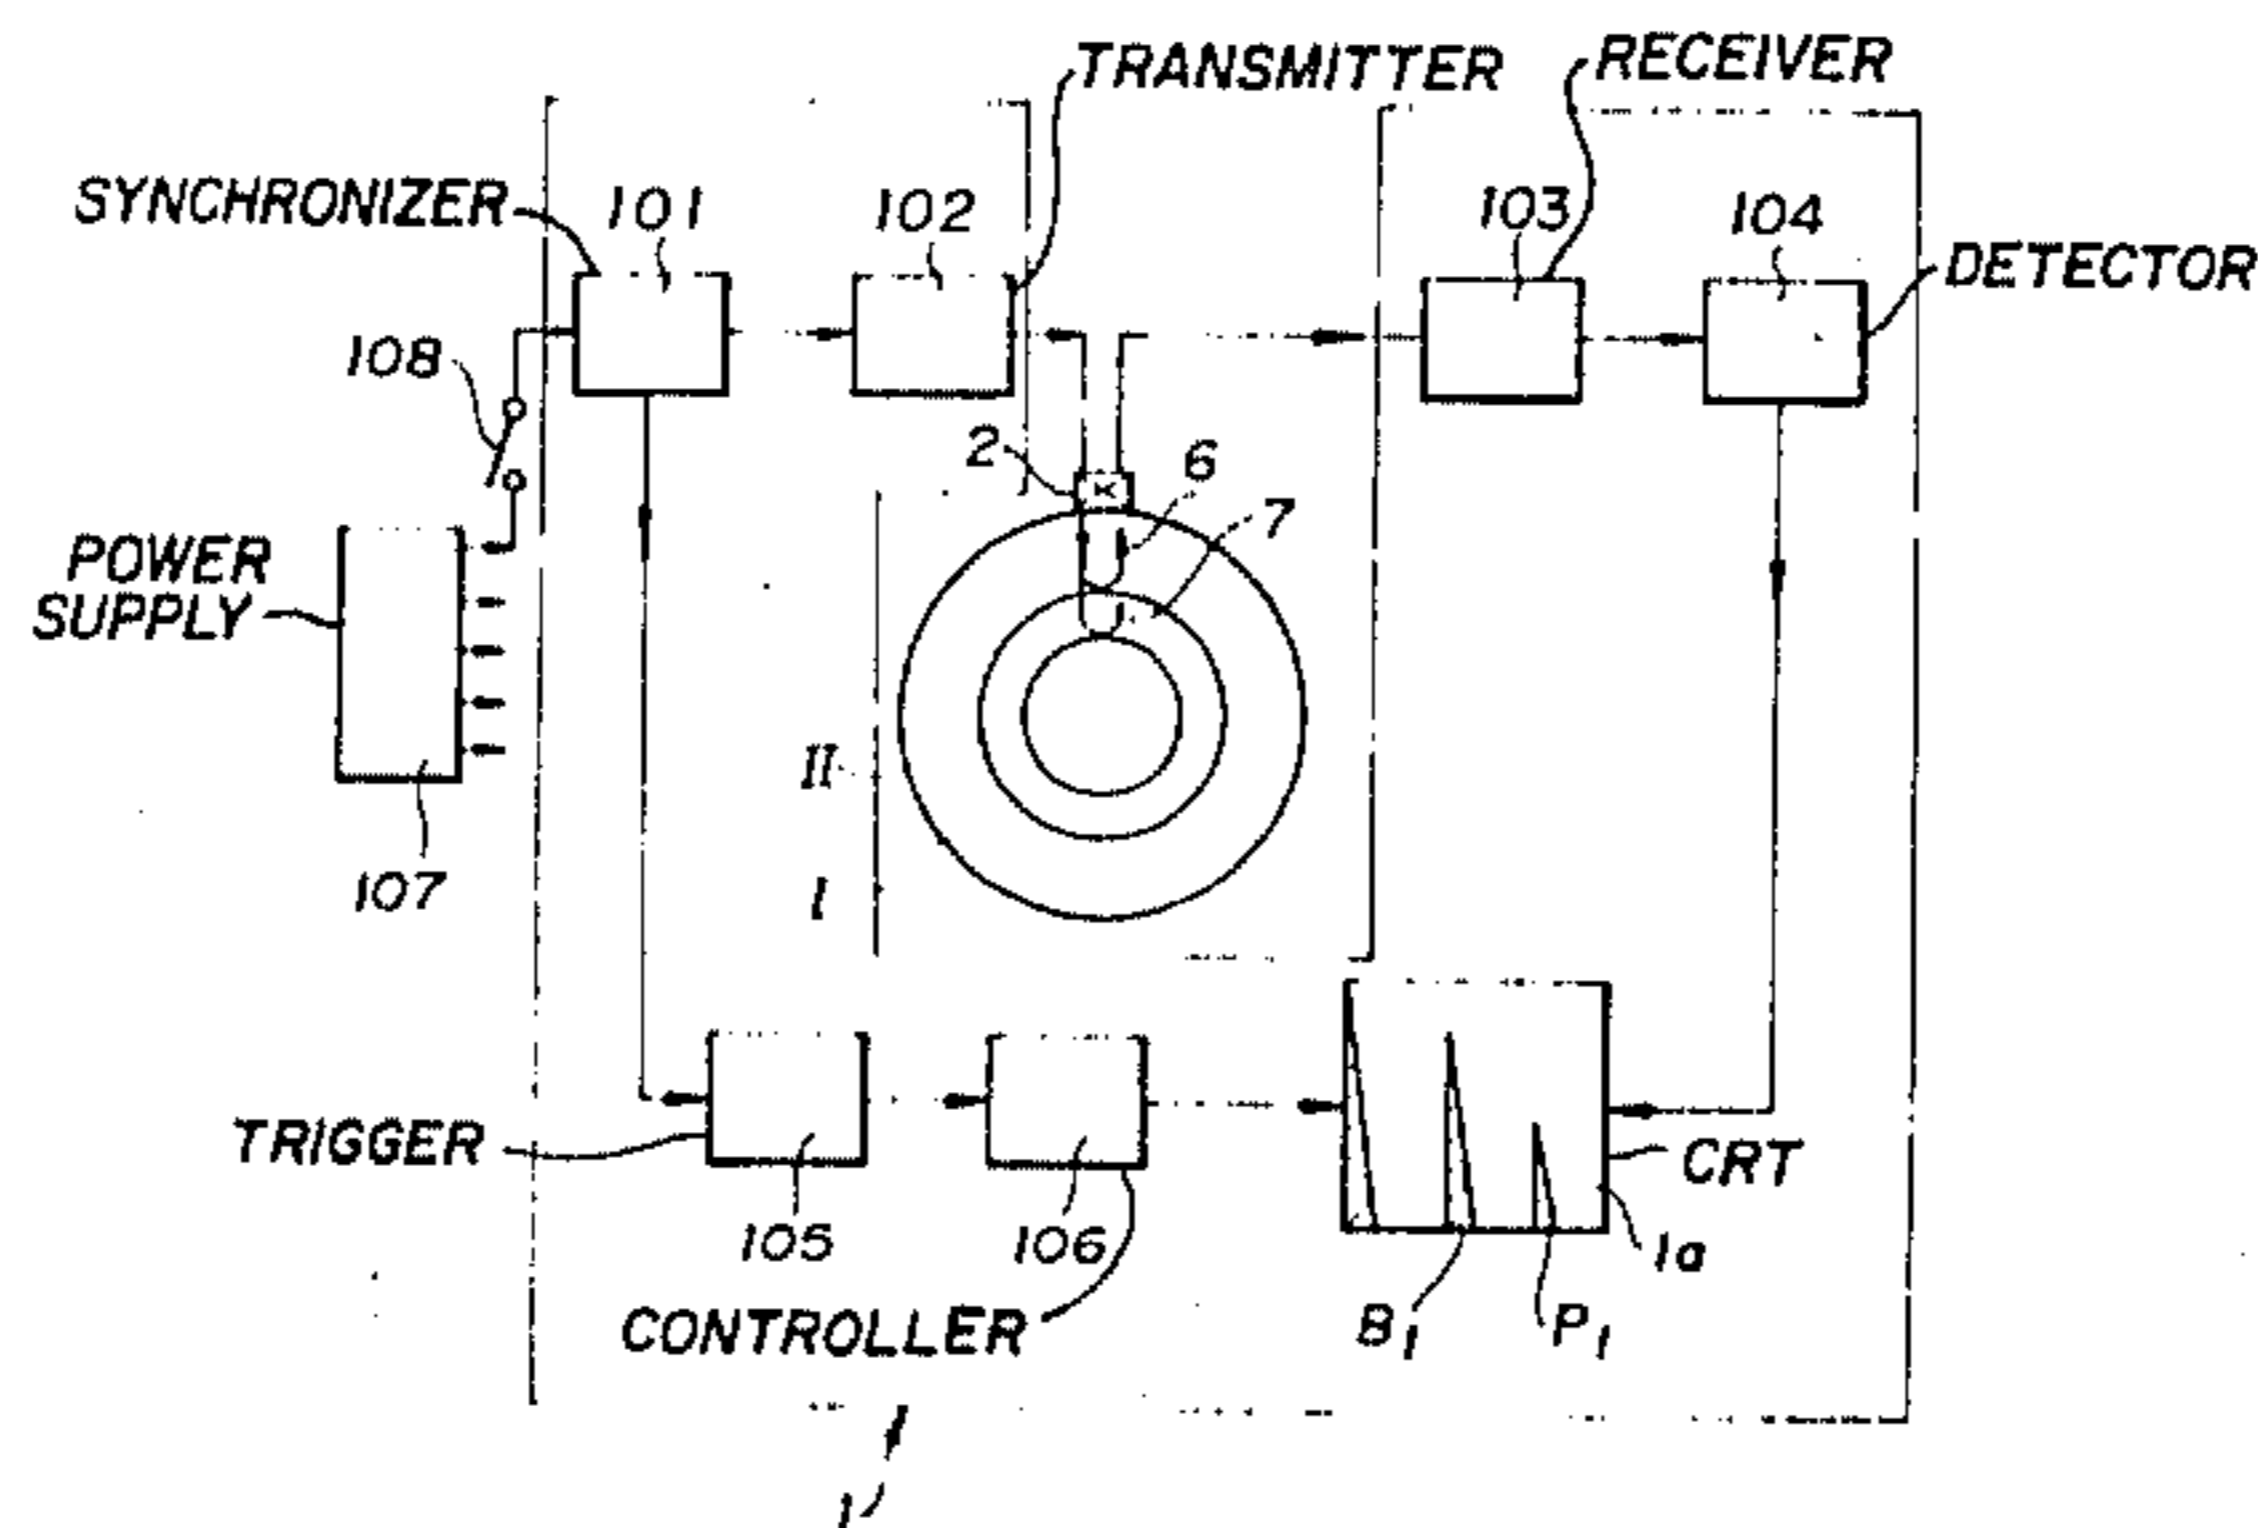 TRANSMITTER
RECEIVER
SYNCHRONIZER
101
102
103
104
DETECTOR
108
2
6
7
POWER
SUPPLY
II
I
107
TRIGGER
CRT
105
106
1a
CONTROLLER
B1
P1
1